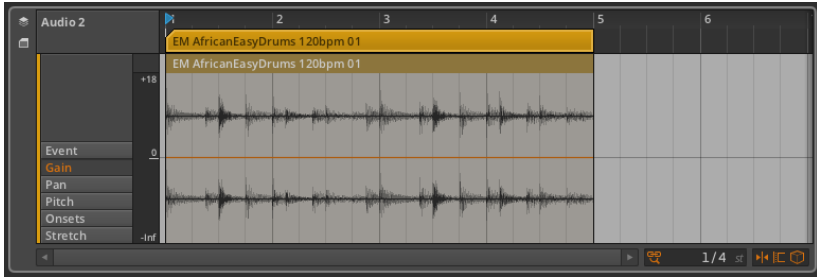 Audio 2
1 2 3 4 5 6
EM AfricanEasyDrums 120bpm 01
EM AfricanEasyDrums 120bpm 01
+18
Event
0
Gain
Pan
Pitch
Onsets
Stretch
-Inf
1/4 st